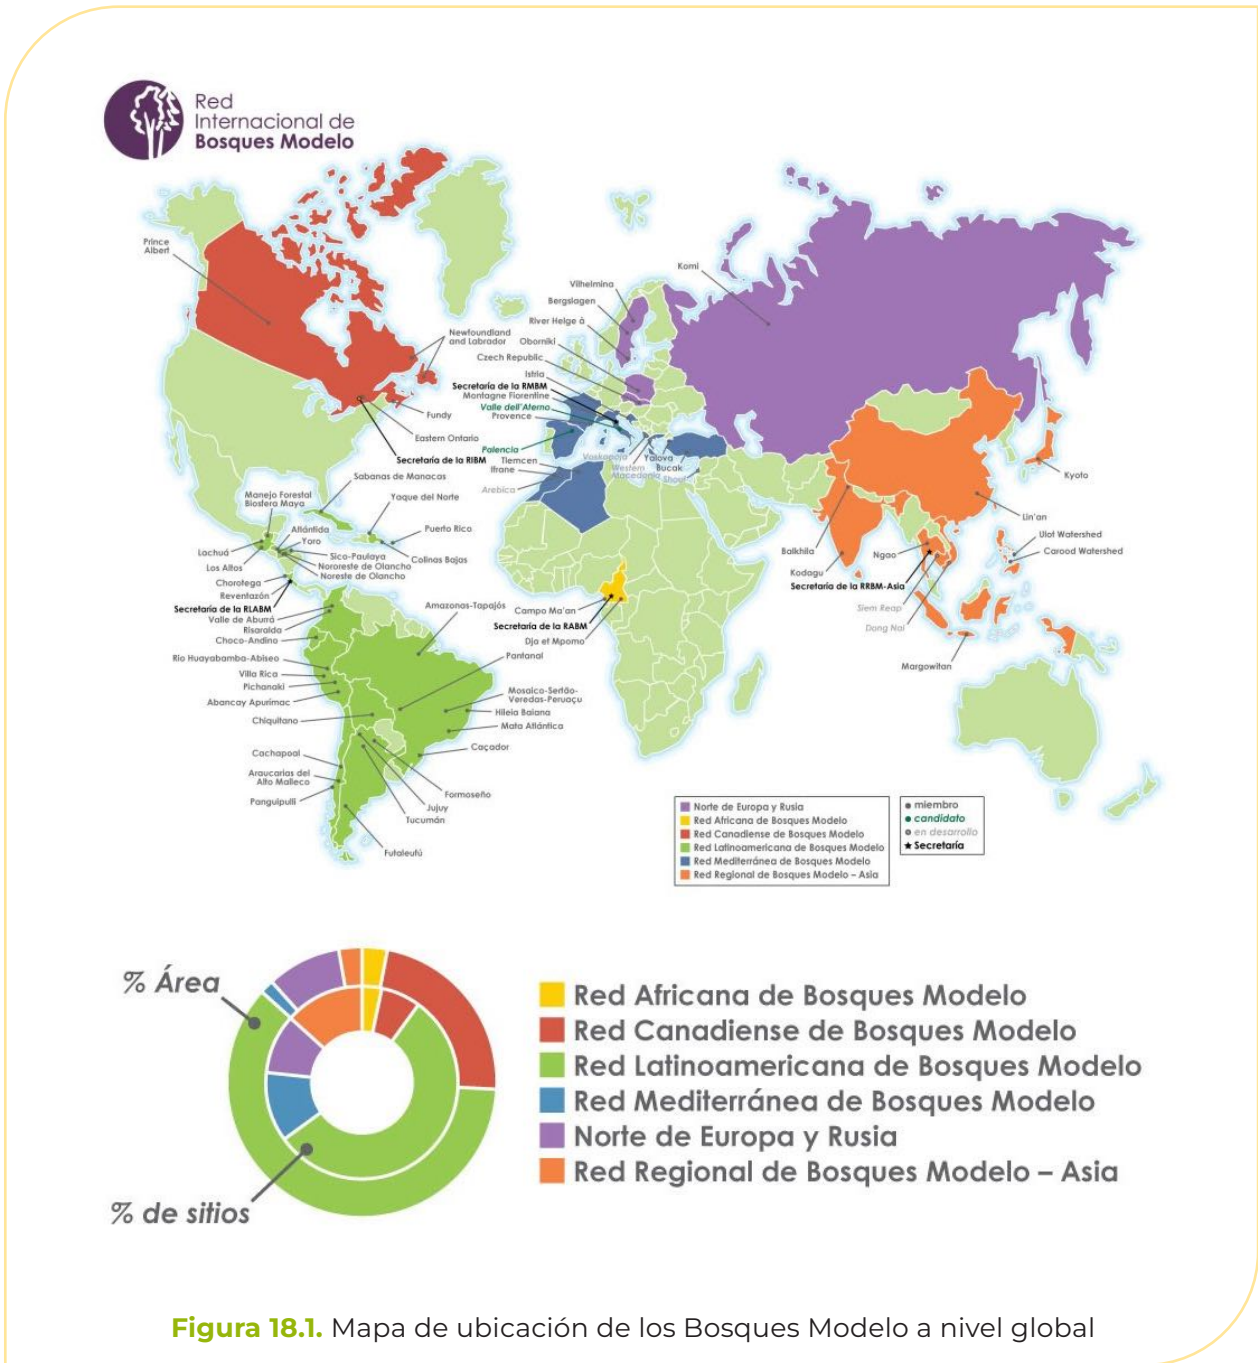 Red
Internacional de
Bosques Modelo
Prince
Albert
Newfoundland
and Labrador
Fundy
Eastern Ontario
Secretaría de la RIBM
Vilhelmina
Bergslagen
River Helge å
Oborniki
Czech Republic
Istria
Secretaría de la RMBM
Montagne Fiorentine
Valle dell'Aterno
Provence
Palencia
Tlemcen
Ifrane
Arebica
Komi
Voskopoja
Western
Macedonia
Yalova
Bucak
Sabanas de Manacas
Manejo Forestal
Biosfera Maya
Yaque del Norte
Atlántida
Yoro
Puerto Rico
Lachuá
Sico-Paulaya
Colinas Bajas
Los Altos
Nororeste de Olancho
Noreste de Olancho
Chorotega
Reventazón
Secretaría de la RLABM
Valle de Aburrá
Risaralda
Choco-Andino
Amazonas-Tapajós
Río Huayabamba-Abiseo
Pantanal
Villa Rica
Pichanaki
Abancay Apurímac
Mosaico-Sertão-
Veredas-Peruaçu
Chiquitano
Hileia Baiana
Mata Atlántica
Caçador
Cachapoal
Araucarias del
Alto Malleco
Panguipulli
Formoseño
Jujuy
Tucumán
Futaleufú
Campo Ma'an
Secretaría de la RABM
Dja et Mpomo
Kyoto
Lin'an
Ulot Watershed
Carood Watershed
Balkhila
Ngao
Kodagu
Secretaría de la RRBM-Asia
Siem Reap
Dong Nai
Margowitan
Norte de Europa y Rusia
Red Africana de Bosques Modelo
Red Canadiense de Bosques Modelo
Red Latinoamericana de Bosques Modelo
Red Mediterránea de Bosques Modelo
Red Regional de Bosques Modelo – Asia
miembro
candidato
en desarrollo
Secretaría
% Área
% de sitios
Red Africana de Bosques Modelo
Red Canadiense de Bosques Modelo
Red Latinoamericana de Bosques Modelo
Red Mediterránea de Bosques Modelo
Norte de Europa y Rusia
Red Regional de Bosques Modelo – Asia
Figura 18.1. Mapa de ubicación de los Bosques Modelo a nivel global